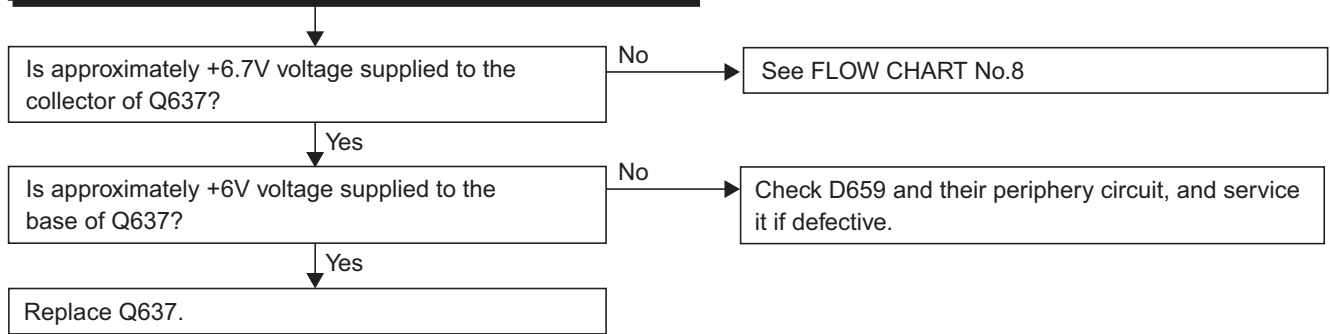 Is approximately +6.7V voltage supplied to the
collector of Q637?
No
See FLOW CHART No.8
Yes
Is approximately +6V voltage supplied to the
base of Q637?
No
Check D659 and their periphery circuit, and service
it if defective.
Yes
Replace Q637.